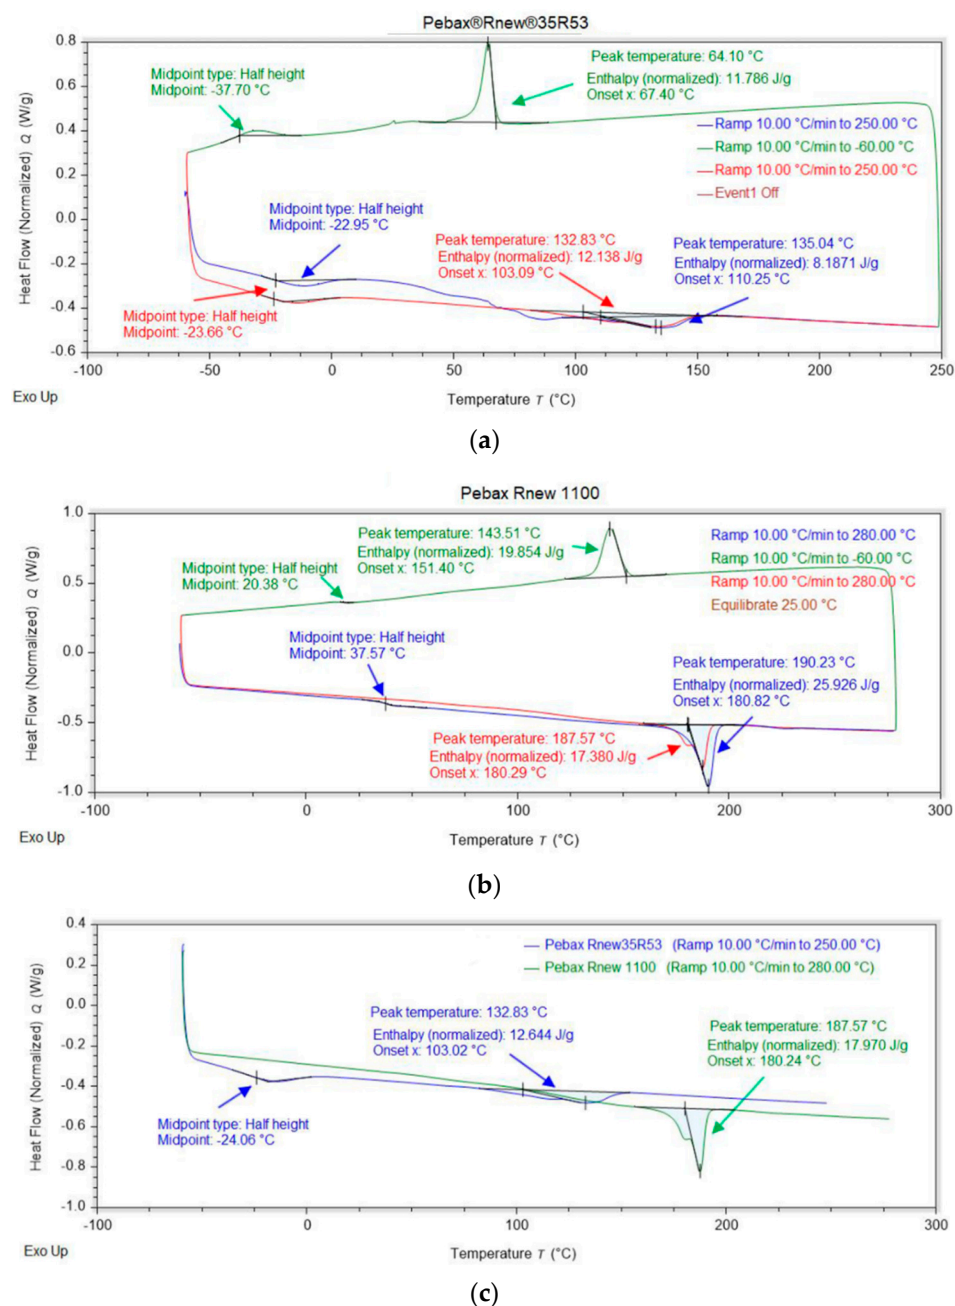 Pebax®Rnew®35R53
0.8
0.6
0.4
0.2
0.0
-0.2
-0.4
-0.6
Heat Flow (Normalized) Q (W/g)
Midpoint type: Half height
Midpoint: -37.70 °C
Peak temperature: 64.10 °C
Enthalpy (normalized): 11.786 J/g
Onset x: 67.40 °C
Ramp 10.00 °C/min to 250.00 °C
Ramp 10.00 °C/min to -60.00 °C
Ramp 10.00 °C/min to 250.00 °C
Event1 Off
Midpoint type: Half height
Midpoint: -22.95 °C
Peak temperature: 132.83 °C
Enthalpy (normalized): 12.138 J/g
Onset x: 103.09 °C
Peak temperature: 135.04 °C
Enthalpy (normalized): 8.1871 J/g
Onset x: 110.25 °C
Midpoint type: Half height
Midpoint: -23.66 °C
-100 -50 0 50 100 150 200 250
Exo Up
Temperature T (°C)
(a)
Pebax Rnew 1100
1.0
0.5
0.0
-0.5
-1.0
Heat Flow (Normalized) Q (W/g)
Peak temperature: 143.51 °C
Enthalpy (normalized): 19.854 J/g
Onset x: 151.40 °C
Midpoint type: Half height
Midpoint: 20.38 °C
Ramp 10.00 °C/min to 280.00 °C
Ramp 10.00 °C/min to -60.00 °C
Ramp 10.00 °C/min to 280.00 °C
Equilibrate 25.00 °C
Midpoint type: Half height
Midpoint: 37.57 °C
Peak temperature: 190.23 °C
Enthalpy (normalized): 25.926 J/g
Onset x: 180.82 °C
Peak temperature: 187.57 °C
Enthalpy (normalized): 17.380 J/g
Onset x: 180.29 °C
-100 0 100 200 300
Exo Up
Temperature T (°C)
(b)
0.4
0.2
0.0
-0.2
-0.4
-0.6
-0.8
-1.0
Heat Flow (Normalized) Q (W/g)
Pebax Rnew35R53 (Ramp 10.00 °C/min to 250.00 °C)
Pebax Rnew 1100 (Ramp 10.00 °C/min to 280.00 °C)
Peak temperature: 132.83 °C
Enthalpy (normalized): 12.644 J/g
Onset x: 103.02 °C
Peak temperature: 187.57 °C
Enthalpy (normalized): 17.970 J/g
Onset x: 180.24 °C
Midpoint type: Half height
Midpoint: -24.06 °C
-100 0 100 200 300
Exo Up
Temperature T (°C)
(c)